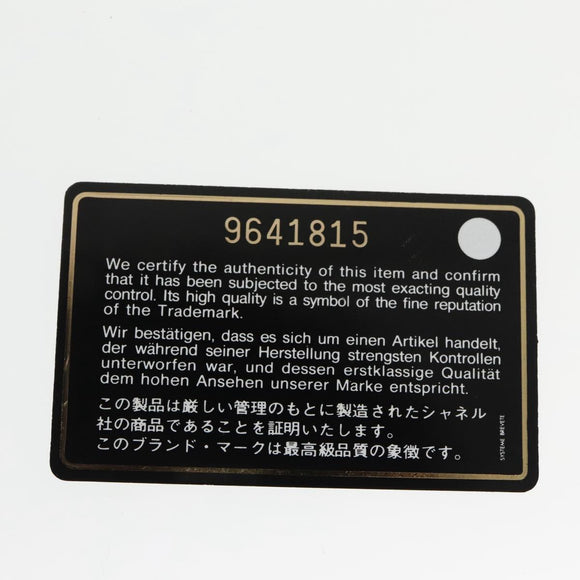 9641815
We certify the authenticity of this item and confirm
that it has been subjected to the most exacting quality
control. Its high quality is a symbol of the fine reputation
of the Trademark.
Wir bestätigen, dass es sich um einen Artikel handelt,
der während seiner Herstellung strengsten Kontrollen
unterworfen war, und dessen erstklassige Qualität
dem hohen Ansehen unserer Marke entspricht.
この製品は厳しい管理のもとに製造されたシャネル
社の商品であることを証明いたします。
このブランド・マークは最高級品質の象徴です。
SYSTEME BREVETE